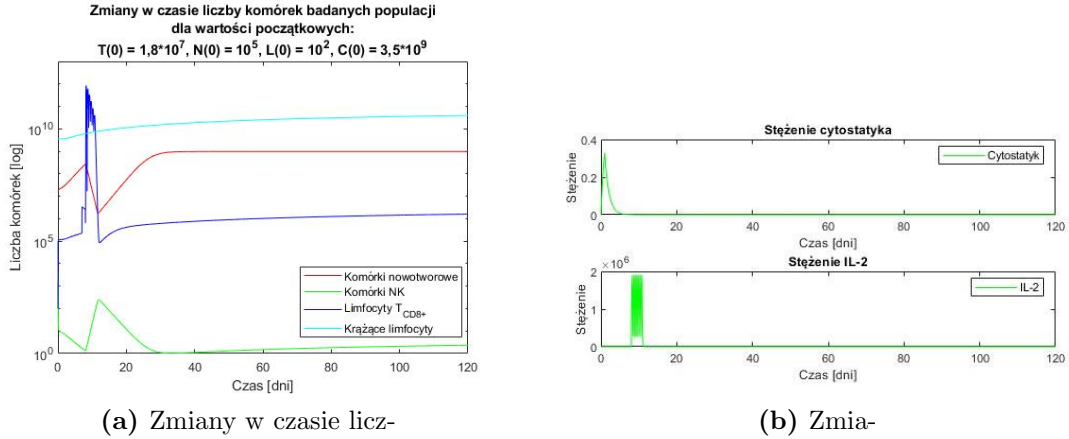 Zmiany w czasie liczby komórek badanych populacji
dla wartości początkowych:
T(0) = 1,8*10^7, N(0) = 10^5, L(0) = 10^2, C(0) = 3,5*10^9
Liczba komórek [log]
10^10
10^5
10^0
0 20 40 60 80 100 120
Czas [dni]
Komórki nowotworowe
Komórki NK
Limfocyty T_CD8+
Krążące limfocyty
(a) Zmiany w czasie licz-
Stężenie cytostatyka
Stężenie
0.4
0.2
0
0 20 40 60 80 100 120
Czas [dni]
Cytostatyk
Stężenie IL-2
× 10^6
Stężenie
2
1
0
0 20 40 60 80 100 120
Czas [dni]
IL-2
(b) Zmia-